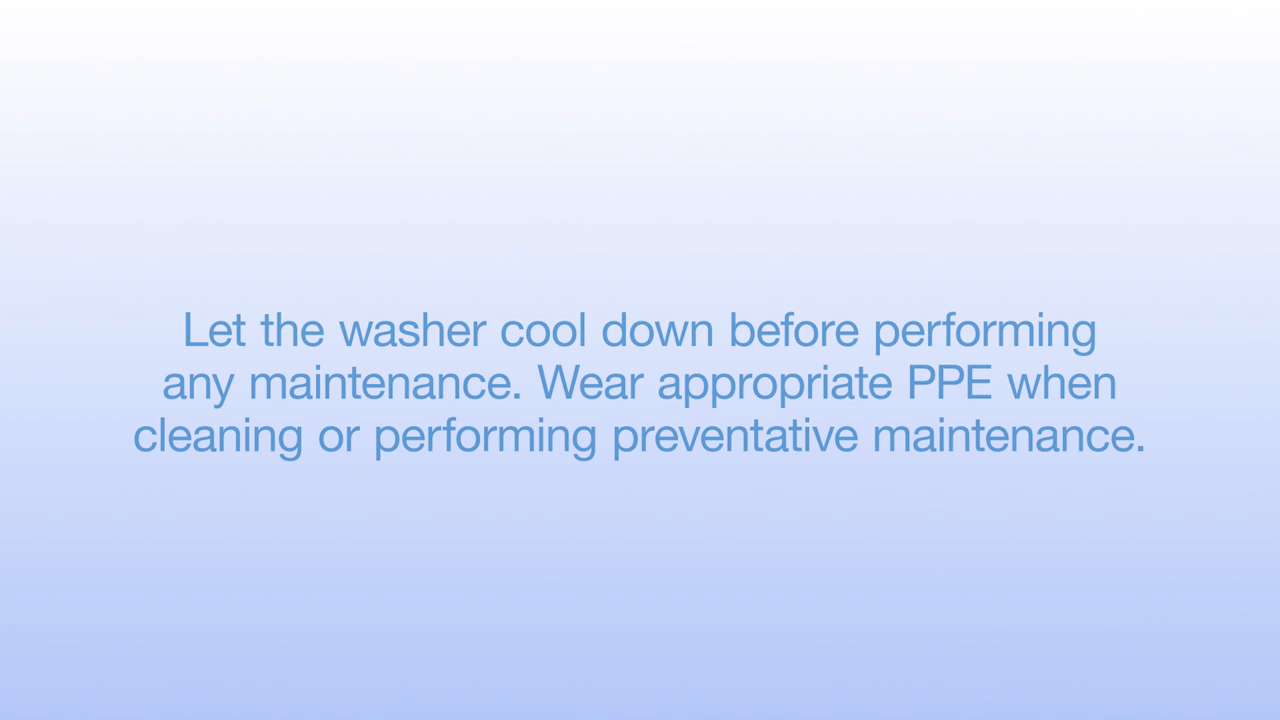 Let the washer cool down before performing
any maintenance. Wear appropriate PPE when
cleaning or performing preventative maintenance.